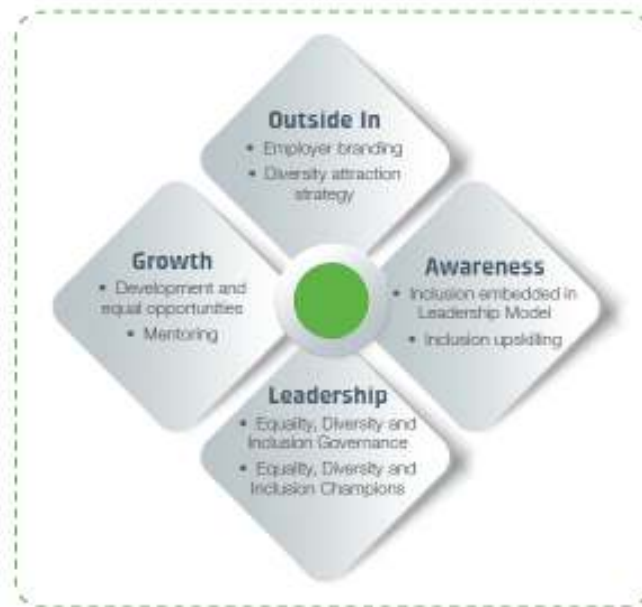 Outside In
• Employer branding
• Diversity attraction
strategy
Growth
• Development and
equal opportunities
• Mentoring
Awareness
• Inclusion embedded in
Leadership Model
• Inclusion upskilling
Leadership
• Equality, Diversity and
Inclusion Governance
• Equality, Diversity and
Inclusion Champions